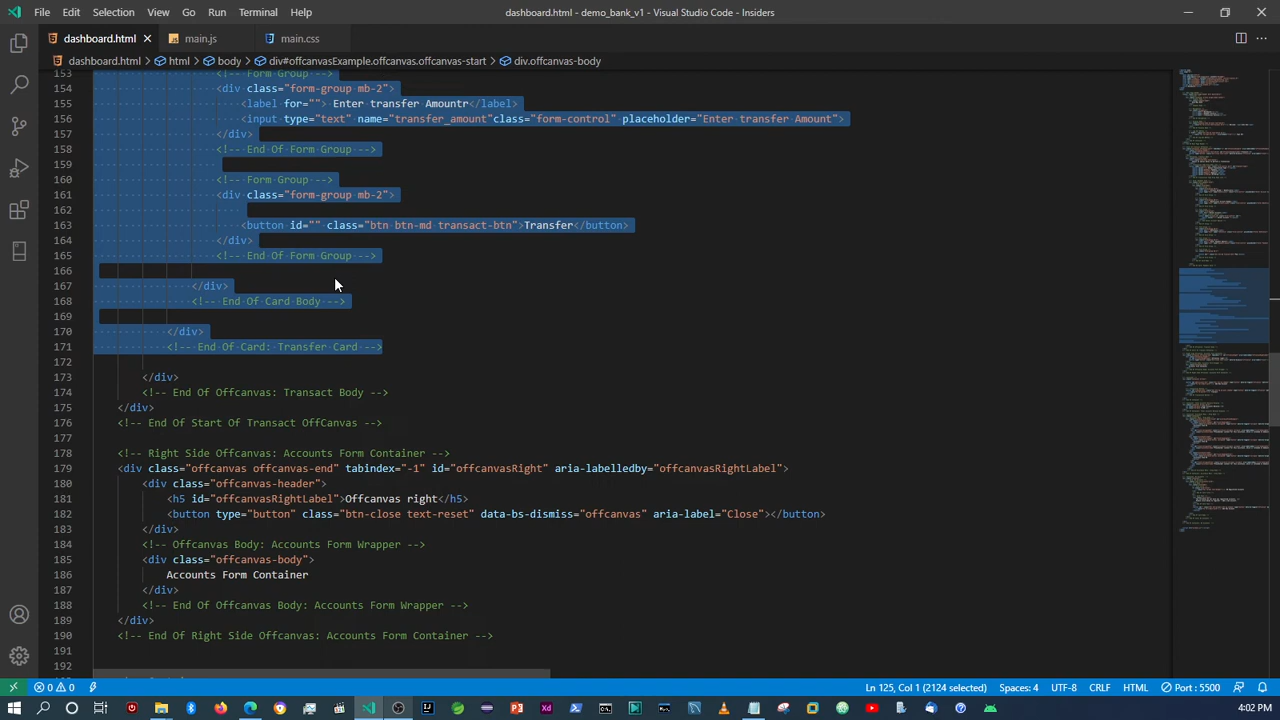 File Edit Selection View Go Run Terminal Help
dashboard.html - demo_bank_v1 - Visual Studio Code - Insiders
dashboard.html main.js main.css
dashboard.html > html > body > div#offcanvasExample.offcanvas.offcanvas-start > div.offcanvas-body
153 <!-- Form Group -->
154 <div class="form-group mb-2">
155 <label for=""> Enter transfer Amountr</label>
156 <input type="text" name="transfer_amount"class="form-control" placeholder="Enter transfer Amount">
157 </div>
158 <!-- End Of Form-Group -->
159
160 <!-- Form Group -->
161 <div class="form-group mb-2">
162
163 <button id="" class="btn btn-md transact-btn">Transfer</button>
164 </div>
165 <!-- End Of Form-Group -->
166
167 </div>
168 <!-- End Of Card Body -->
169
170 </div>
171 <!-- End Of Card: Transfer Card -->
172
173 </div>
174 <!-- End Of Offcanvas: Transact Body -->
175 </div>
176 <!-- End Of Start Of Transact OffCanvas -->
177
178 <!-- Right Side Offcanvas: Accounts Form Container -->
179 <div class="offcanvas offcanvas-end" tabindex="-1" id="offcanvasRight" aria-labelledby="offcanvasRightLabel">
180 <div class="offcanvas-header">
181 <h5 id="offcanvasRightLabel">Offcanvas right</h5>
182 <button type="button" class="btn-close text-reset" data-bs-dismiss="offcanvas" aria-label="Close"></button>
183 </div>
184 <!-- Offcanvas Body: Accounts Form Wrapper -->
185 <div class="offcanvas-body">
186 Accounts Form Container
187 </div>
188 <!-- End Of Offcanvas Body: Accounts Form Wrapper -->
189 </div>
190 <!-- End Of Right Side Offcanvas: Accounts Form Container -->
191
192
0 0 Ln 125, Col 1 (2124 selected) Spaces: 4 UTF-8 CRLF HTML Port : 5500
4:02 PM